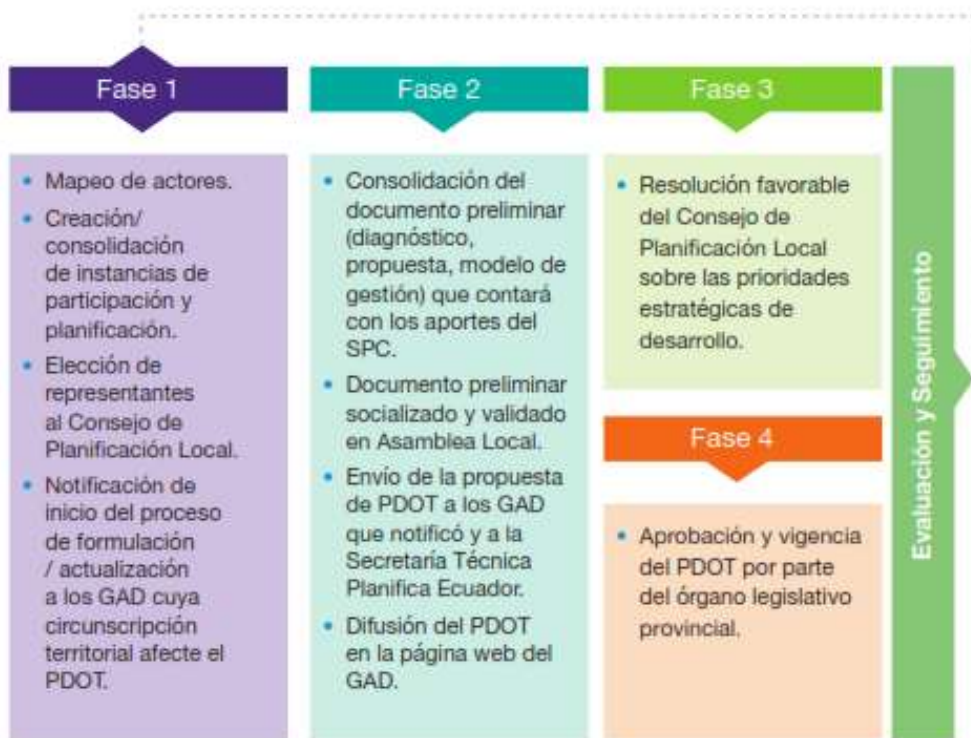 Fase 1
• Mapeo de actores.
• Creación/
consolidación
de instancias de
participación y
planificación.
• Elección de
representantes
al Consejo de
Planificación Local.
• Notificación de
inicio del proceso
de formulación
/ actualización
a los GAD cuya
circunscripción
territorial afecte el
PDOT.
Fase 2
• Consolidación del
documento preliminar
(diagnóstico,
propuesta, modelo de
gestión) que contará
con los aportes del
SPC.
• Documento preliminar
socializado y validado
en Asamblea Local.
• Envío de la propuesta
de PDOT a los GAD
que notificó y a la
Secretaría Técnica
Planifica Ecuador.
• Difusión del PDOT
en la página web del
GAD.
Fase 3
• Resolución favorable
del Consejo de
Planificación Local
sobre las prioridades
estratégicas de
desarrollo.
Fase 4
• Aprobación y vigencia
del PDOT por parte
del órgano legislativo
provincial.
Evaluación y Seguimiento